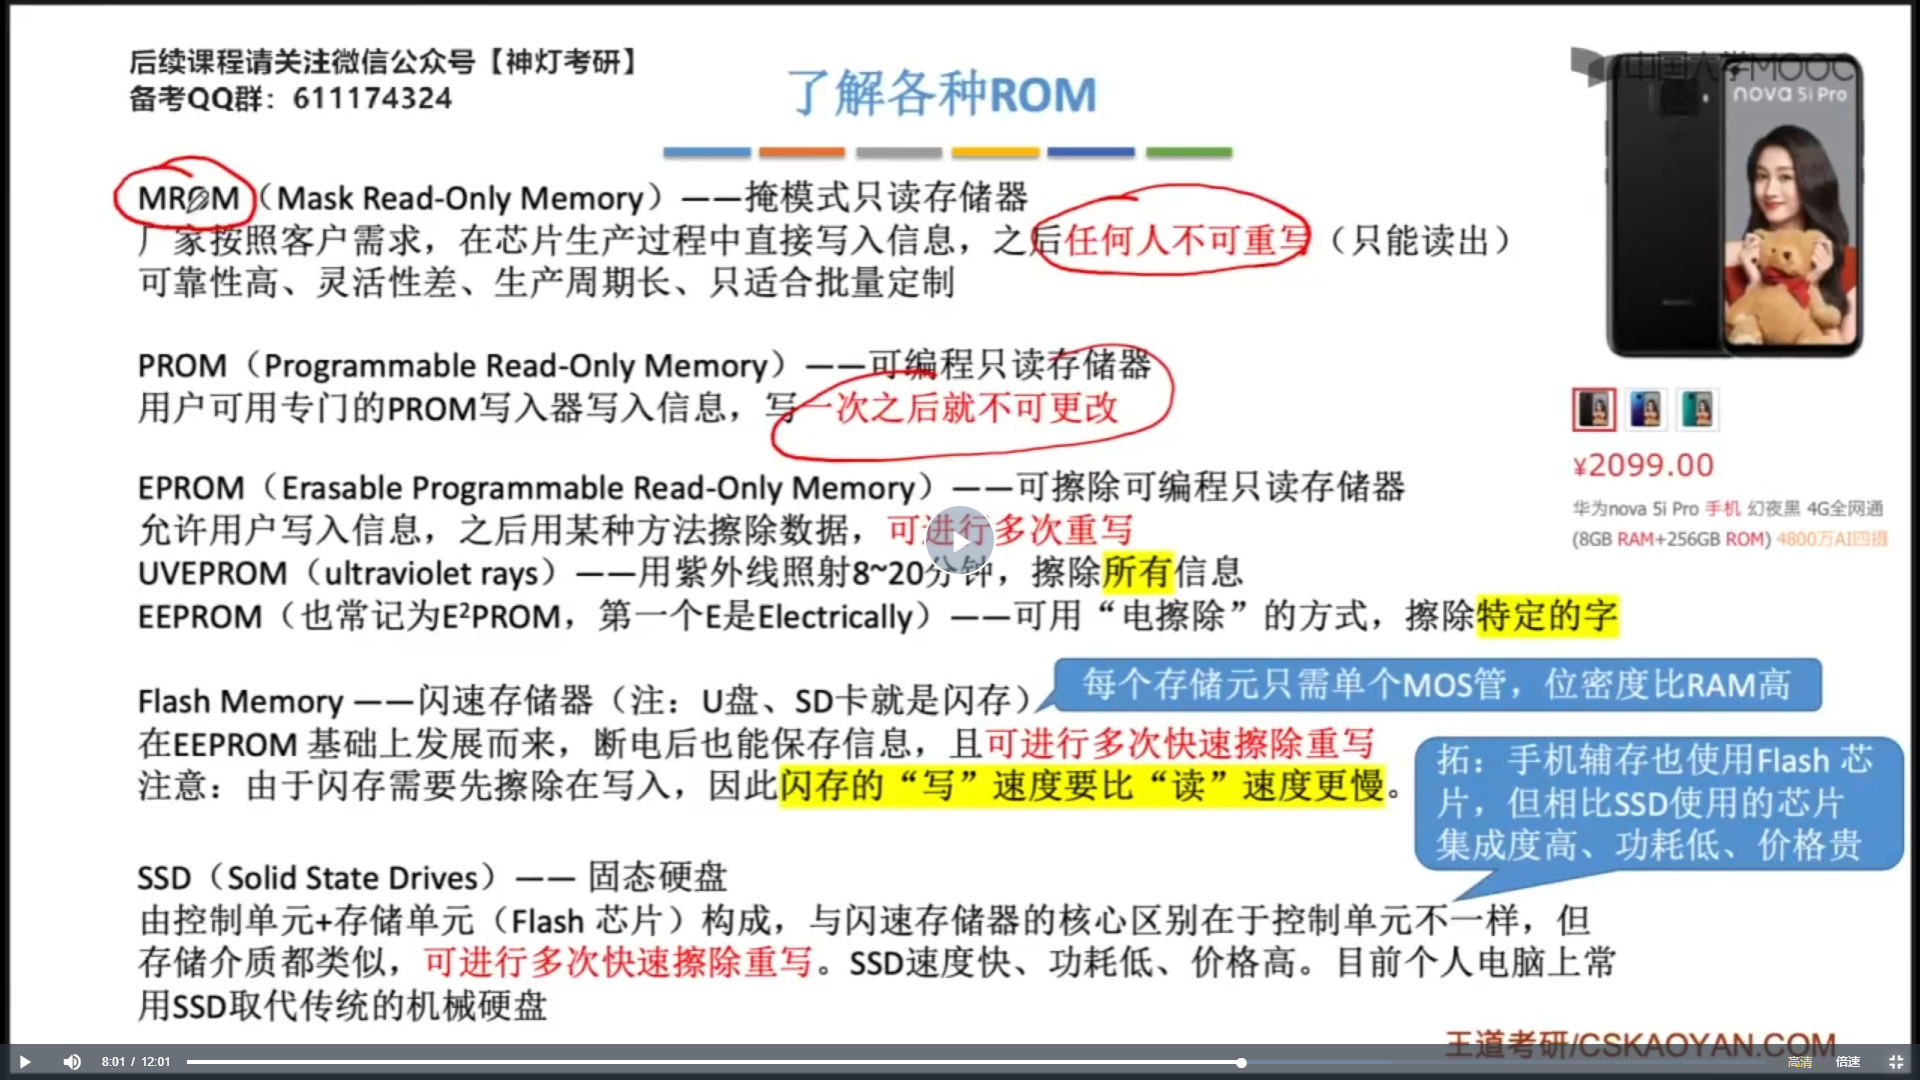 后续课程请关注微信公众号【神灯考研】
备考QQ群：611174324
了解各种ROM
中国大学MOOC
nova 5i Pro
MROM（Mask Read-Only Memory）——掩模式只读存储器
厂家按照客户需求，在芯片生产过程中直接写入信息，之后任何人不可重写（只能读出）
可靠性高、灵活性差、生产周期长、只适合批量定制
PROM（Programmable Read-Only Memory）——可编程只读存储器
用户可用专门的PROM写入器写入信息，写一次之后就不可更改
¥2099.00
华为nova 5i Pro 手机 幻夜黑 4G全网通
(8GB RAM+256GB ROM) 4800万AI四摄
EPROM（Erasable Programmable Read-Only Memory）——可擦除可编程只读存储器
允许用户写入信息，之后用某种方法擦除数据，可进行多次重写
UVEPROM（ultraviolet rays）——用紫外线照射8~20分钟，擦除所有信息
EEPROM（也常记为E²PROM，第一个E是Electrically）——可用“电擦除”的方式，擦除特定的字
每个存储元只需单个MOS管，位密度比RAM高
Flash Memory ——闪速存储器（注：U盘、SD卡就是闪存）
在EEPROM 基础上发展而来，断电后也能保存信息，且可进行多次快速擦除重写
注意：由于闪存需要先擦除在写入，因此闪存的“写”速度要比“读”速度更慢。
拓：手机辅存也使用Flash 芯
片，但相比SSD使用的芯片
集成度高、功耗低、价格贵
SSD（Solid State Drives）—— 固态硬盘
由控制单元+存储单元（Flash 芯片）构成，与闪速存储器的核心区别在于控制单元不一样，但
存储介质都类似，可进行多次快速擦除重写。SSD速度快、功耗低、价格高。目前个人电脑上常
用SSD取代传统的机械硬盘
王道考研/CSKAOYAN.COM
8:01 / 12:01
高清
倍速